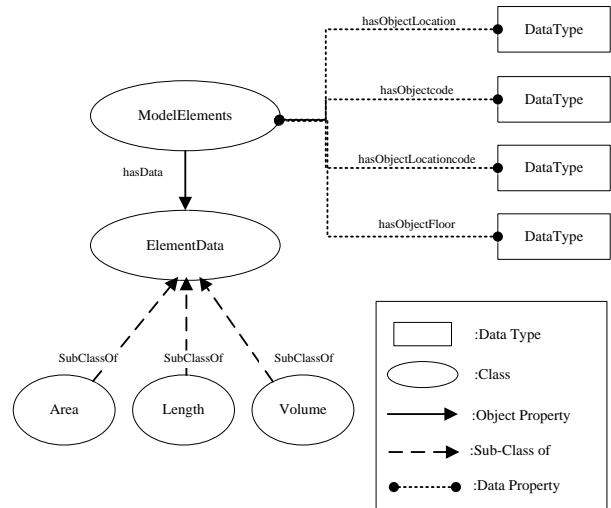 hasObjectLocation
DataType
hasObjectcode
DataType
ModelElements
hasObjectLocationcode
DataType
hasData
hasObjectFloor
DataType
ElementData
SubClassOf
SubClassOf
SubClassOf
Area
Length
Volume
:Data Type
:Class
:Object Property
:Sub-Class of
:Data Property